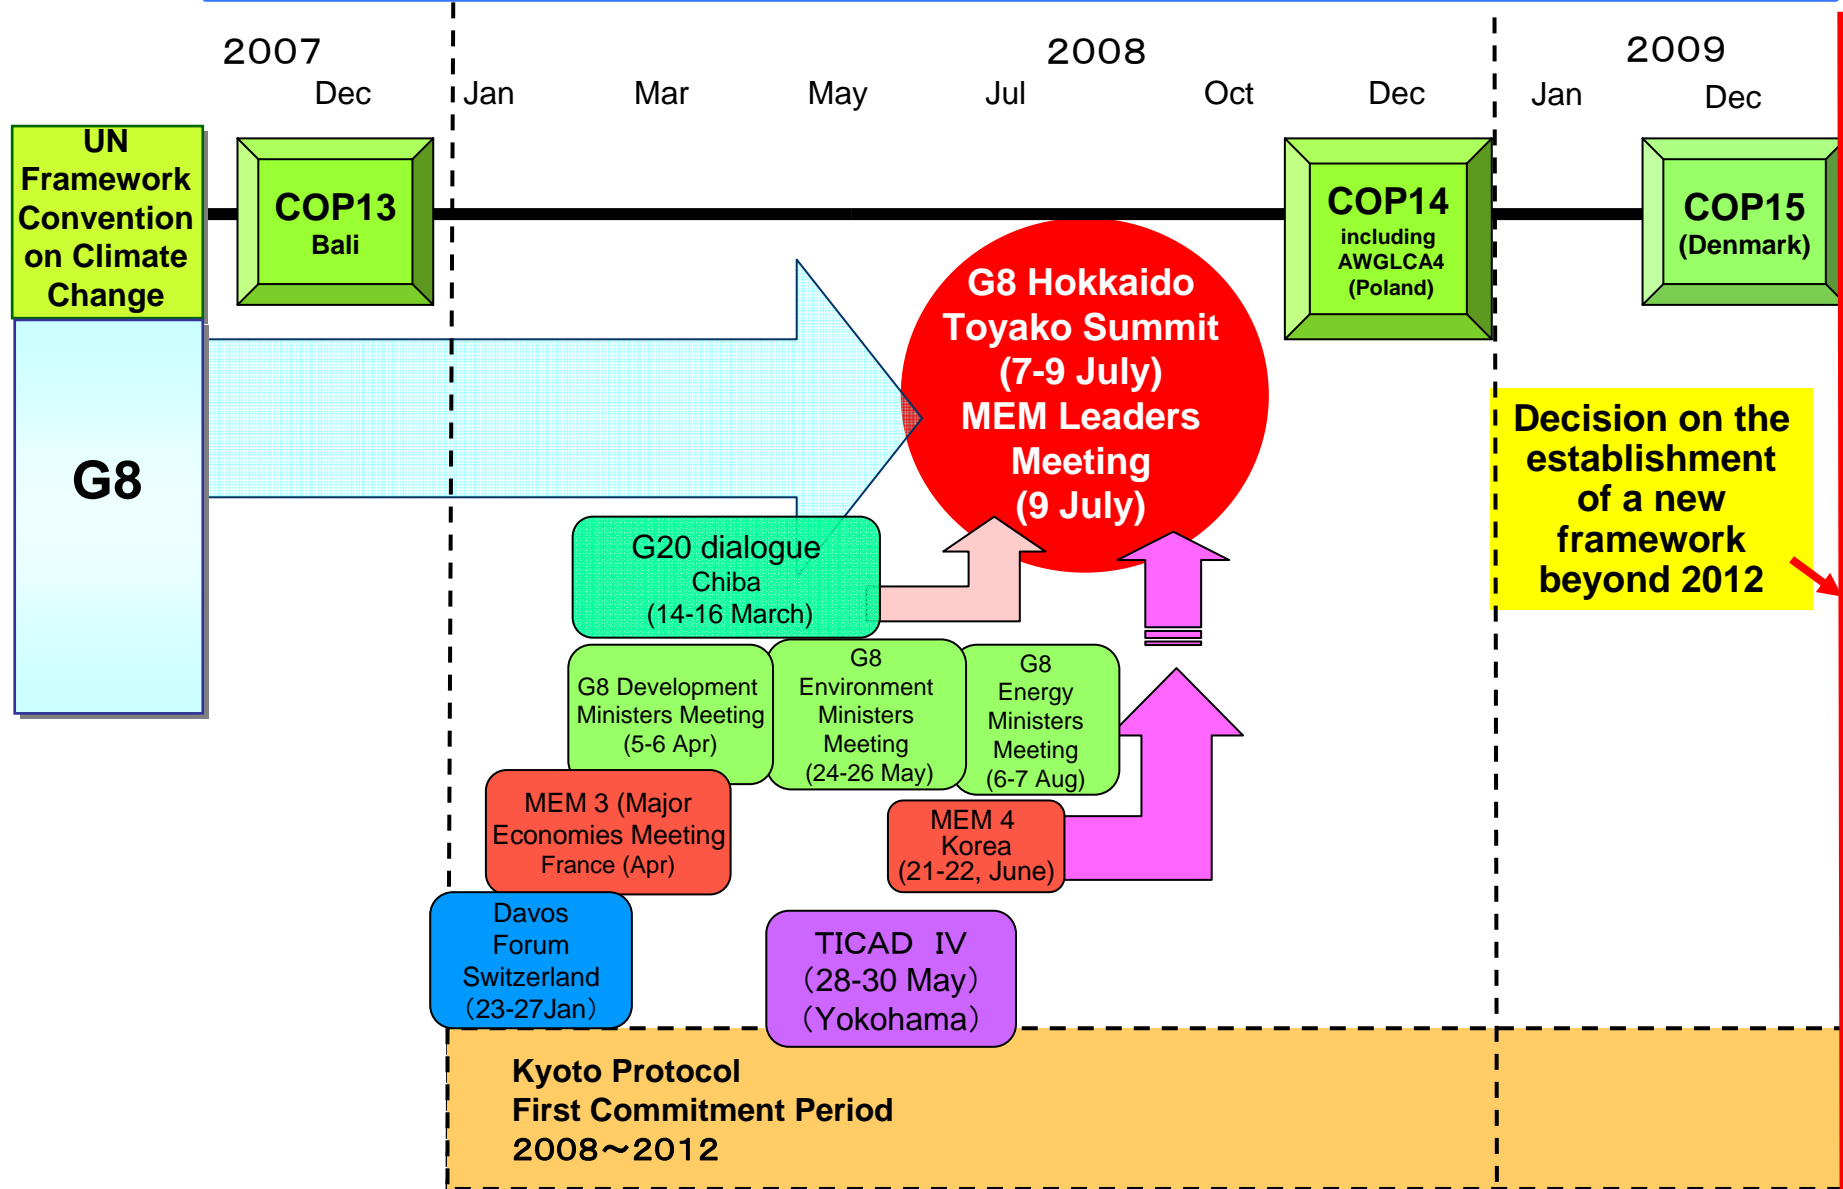 2007
2008
2009
Dec
Jan
Mar
May
Jul
Oct
Dec
Jan
Dec
UN
Framework
Convention
on Climate
Change
COP13
Bali
COP14
including
AWGLCA4
(Poland)
COP15
(Denmark)
G8
G8 Hokkaido
Toyako Summit
(7-9 July)
MEM Leaders
Meeting
(9 July)
Decision on the
establishment
of a new
framework
beyond 2012
G20 dialogue
Chiba
(14-16 March)
G8 Development
Ministers Meeting
(5-6 Apr)
G8
Environment
Ministers
Meeting
(24-26 May)
G8
Energy
Ministers
Meeting
(6-7 Aug)
MEM 3 (Major
Economies Meeting
France (Apr)
MEM 4
Korea
(21-22, June)
Davos
Forum
Switzerland
（23-27Jan）
TICAD　IV
（28-30 May）
（Yokohama）
Kyoto Protocol
First Commitment Period
2008～2012